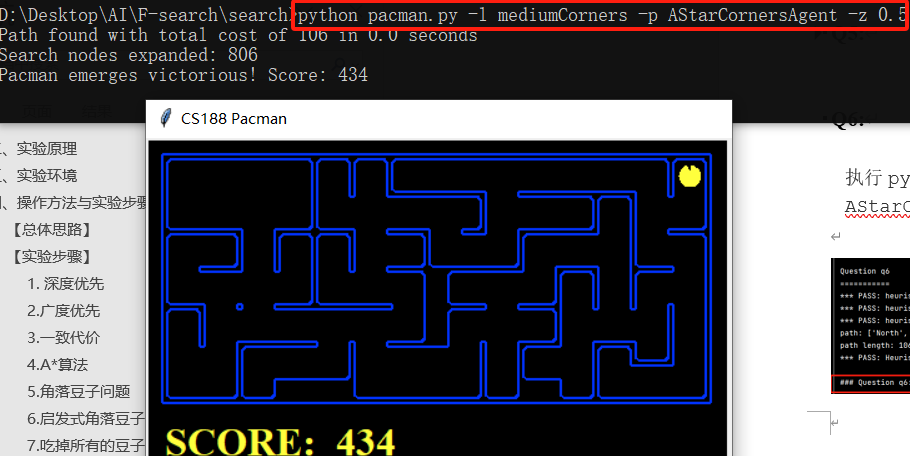 D:\Desktop\AI\F-search\search>python pacman.py -l mediumCorners -p AStarCornersAgent -z 0.5
Path found with total cost of 106 in 0.0 seconds
Search nodes expanded: 806
Pacman emerges victorious! Score: 434
CS188 Pacman
、实验原理
、实验环境
、操作方法与实验步骤
【总体思路】
【实验步骤】
1. 深度优先
2.广度优先
3.一致代价
4.A*算法
5.角落豆子问题
6.启发式角落豆子
7.吃掉所有的豆子
SCORE: 434
Q6:
执行 py
AStarC
Question q6
===========
*** PASS: heuris
*** PASS: heuris
*** PASS: heuris
path: ['North',
path length: 106
*** PASS: Heuris
### Question q6: